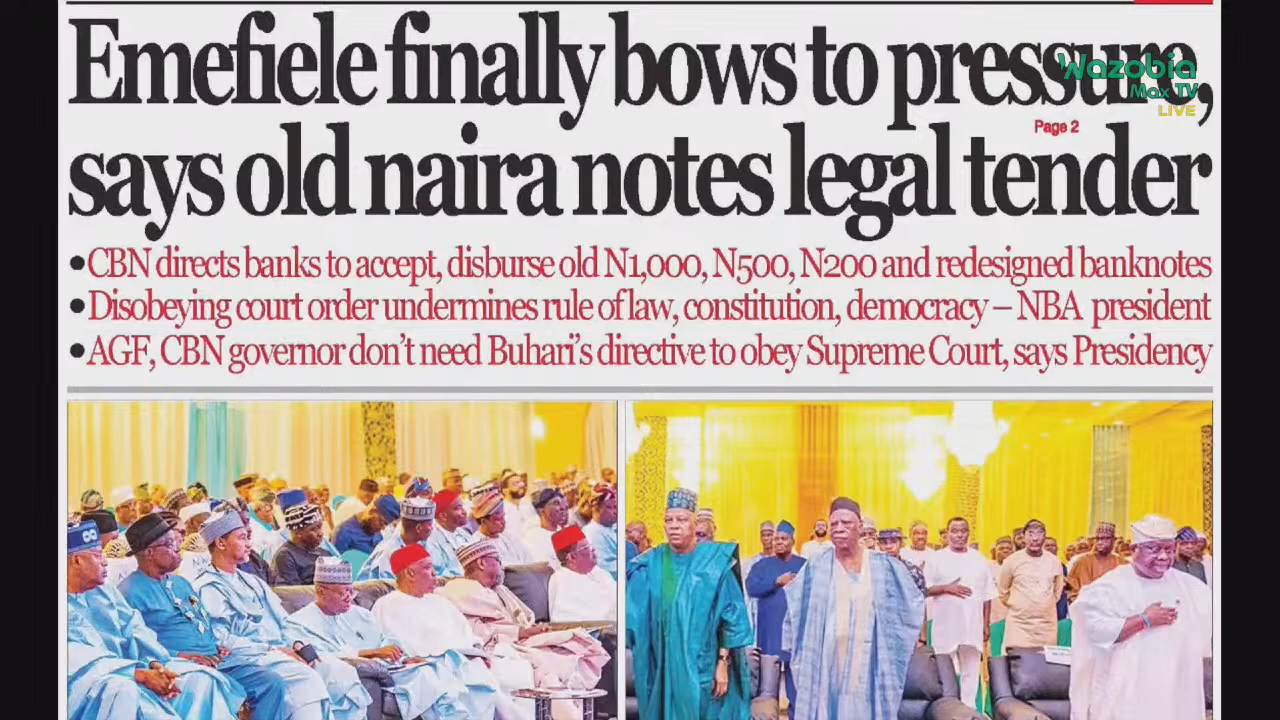 Emefiele finally bows to pressure,
Page 2
says old naira notes legal tender
•CBN directs banks to accept, disburse old N1,000, N500, N200 and redesigned banknotes
•Disobeying court order undermines rule of law, constitution, democracy – NBA president
•AGF, CBN governor don't need Buhari's directive to obey Supreme Court, says Presidency
Wazobia
Max TV
LIVE